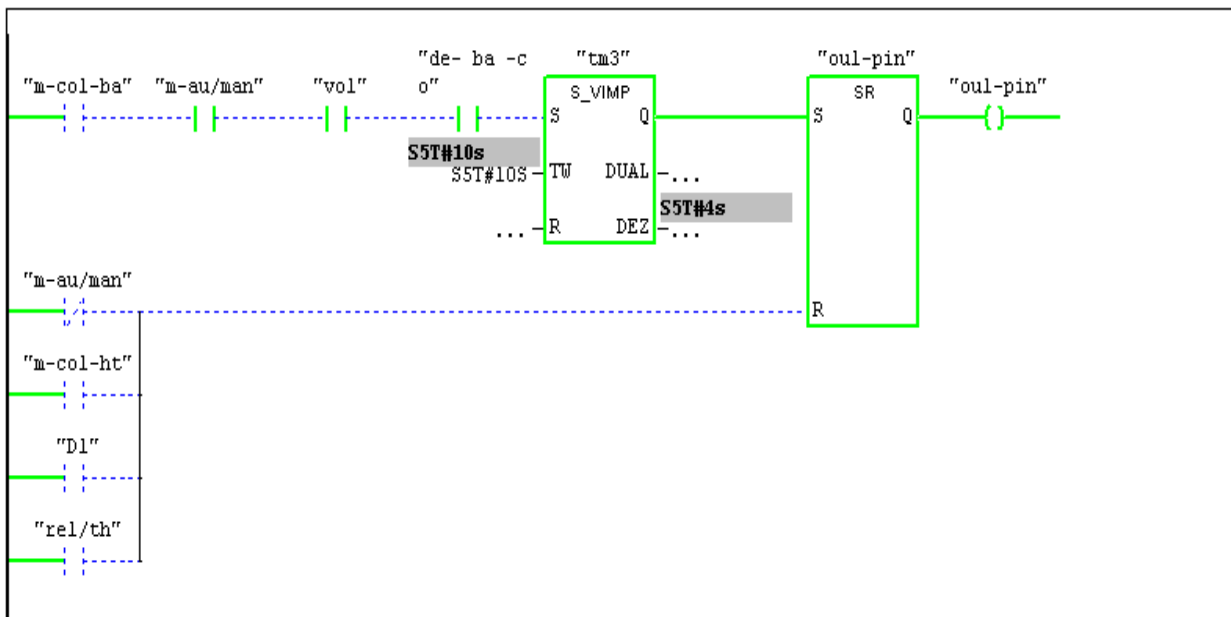 "de- ba -c
o"
"tm3"
"oul-pin"
"m-col-ba"
"m-au/man"
"vol"
S_VIMP
SR
"oul-pin"
S
Q
S
Q
S5T#10s
S5T#10S
TW
DUAL
...
S5T#4s
...
R
DEZ
...
"m-au/man"
R
"m-col-ht"
"D1"
"rel/th"